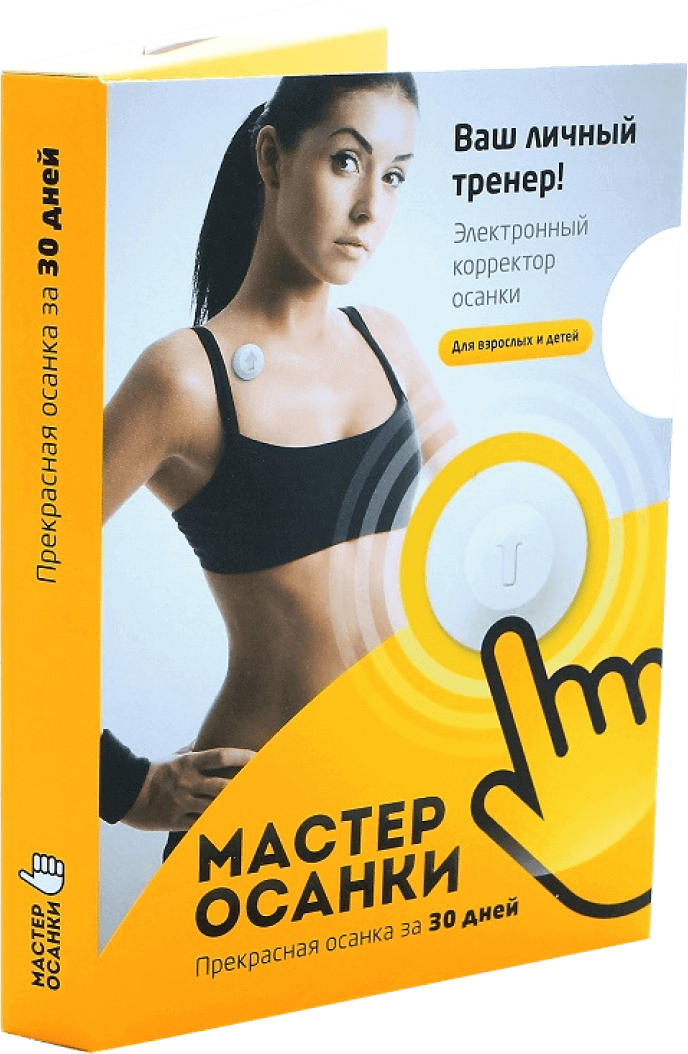 Прекрасная осанка за 30 дней
МАСТЕР
ОСАНКИ
Ваш личный
тренер!
Электронный
корректор
осанки
Для взрослых и детей
МАСТЕР
ОСАНКИ
Прекрасная осанка за 30 дней